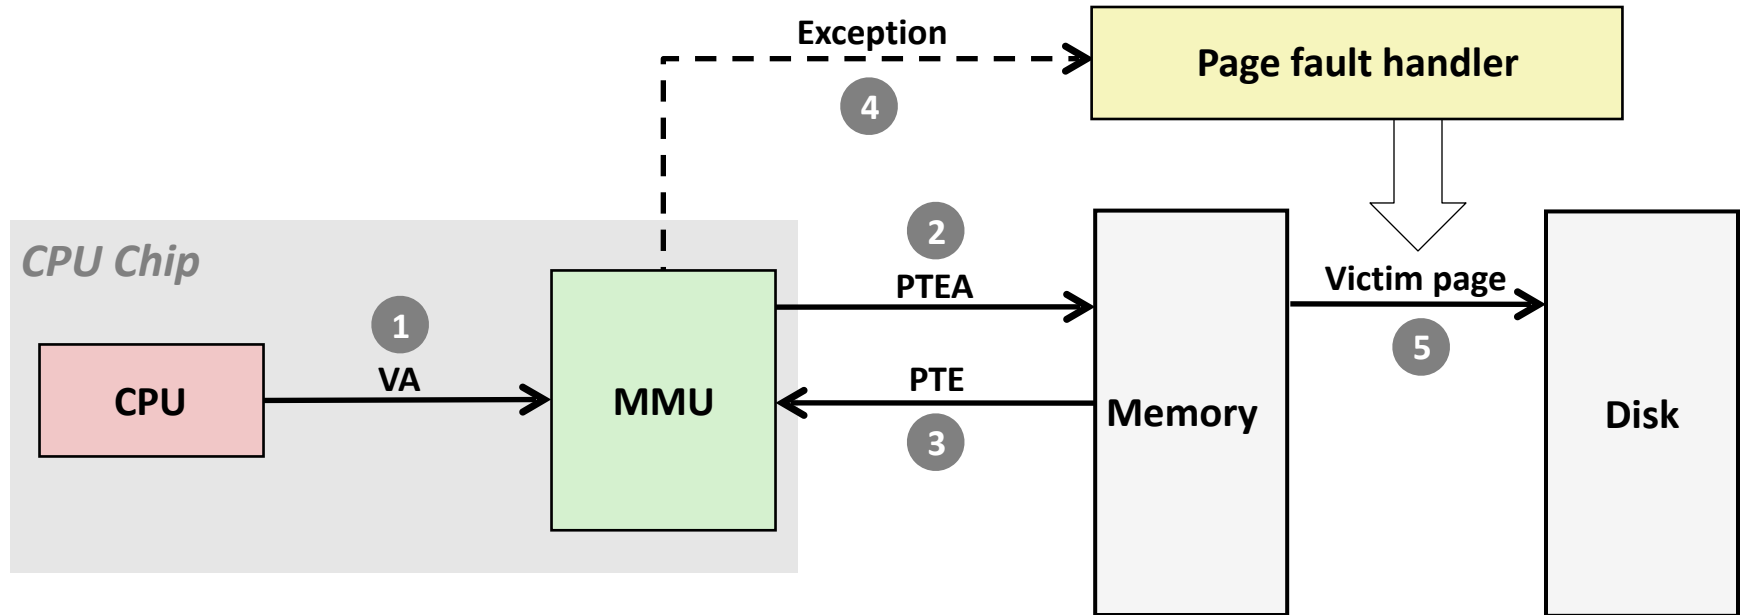 Exception
Page fault handler
4
CPU Chip
2
PTEA
Victim page
1
VA
5
CPU
MMU
PTE
3
Memory
Disk